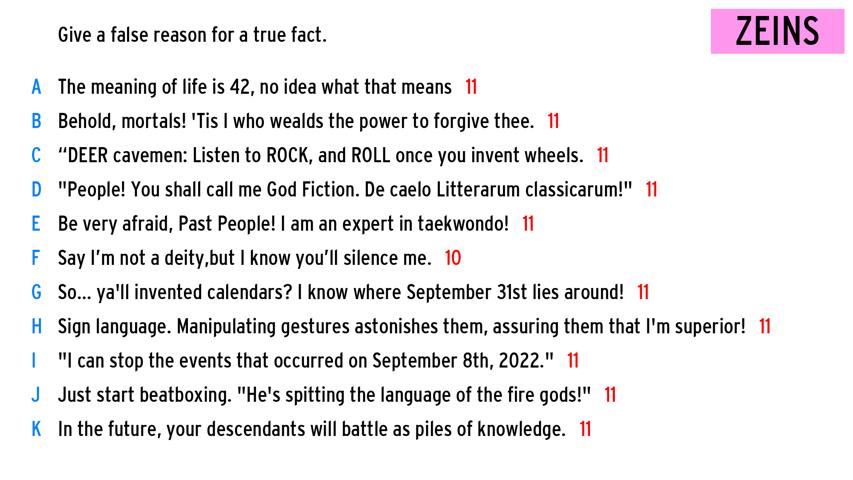 ZEINS
Give a false reason for a true fact.
A The meaning of life is 42, no idea what that means 11
B Behold, mortals! 'Tis I who wealds the power to forgive thee. 11
C “DEER cavemen: Listen to ROCK, and ROLL once you invent wheels. 11
D "People! You shall call me God Fiction. De caelo Litterarum classicarum!" 11
E Be very afraid, Past People! I am an expert in taekwondo! 11
F Say I’m not a deity,but I know you’ll silence me. 10
G So... ya'll invented calendars? I know where September 31st lies around! 11
H Sign language. Manipulating gestures astonishes them, assuring them that I'm superior! 11
I "I can stop the events that occurred on September 8th, 2022." 11
J Just start beatboxing. "He's spitting the language of the fire gods!" 11
K In the future, your descendants will battle as piles of knowledge. 11